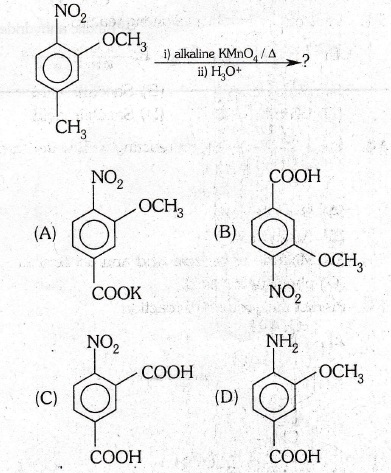 NO₂
OCH₃
i) alkaline KMnO₄ / Δ
ii) H₃O⁺
?
CH₃
(A)
NO₂
OCH₃
COOK
(B)
COOH
OCH₃
NO₂
(C)
NO₂
COOH
COOH
(D)
NH₂
OCH₃
COOH